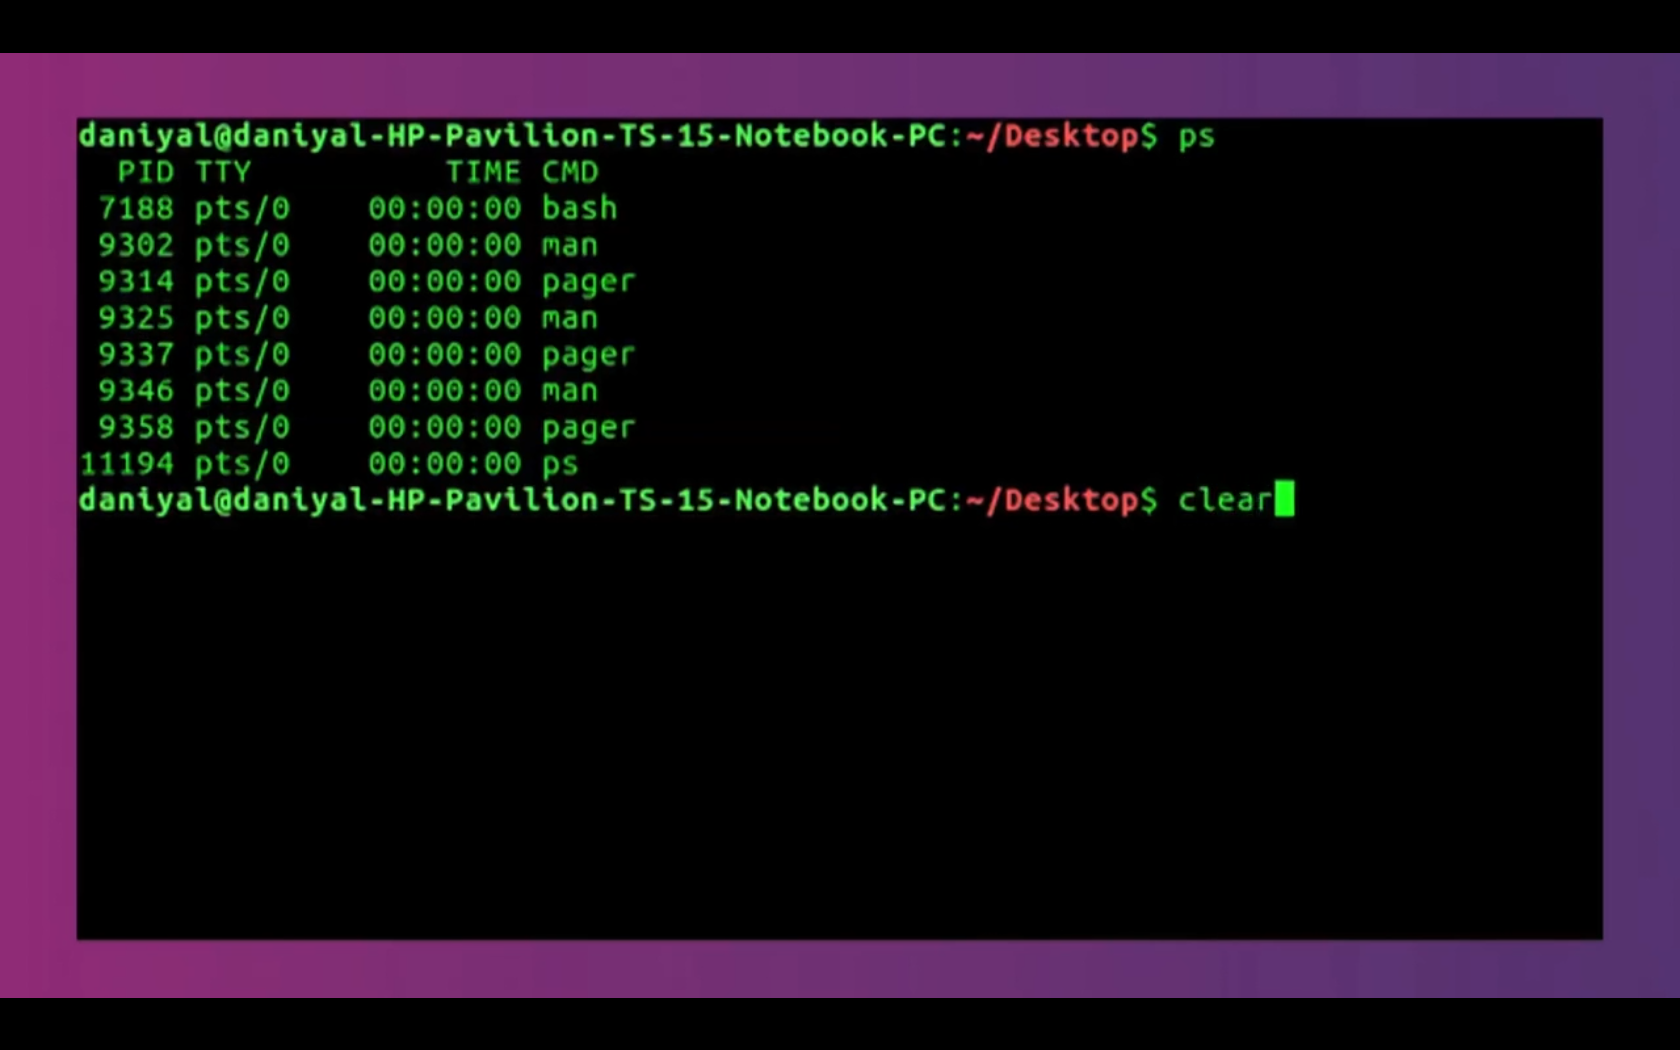 daniyal@daniyal-HP-Pavilion-TS-15-Notebook-PC:~/Desktop$ ps
  PID TTY          TIME CMD
 7188 pts/0    00:00:00 bash
 9302 pts/0    00:00:00 man
 9314 pts/0    00:00:00 pager
 9325 pts/0    00:00:00 man
 9337 pts/0    00:00:00 pager
 9346 pts/0    00:00:00 man
 9358 pts/0    00:00:00 pager
11194 pts/0    00:00:00 ps
daniyal@daniyal-HP-Pavilion-TS-15-Notebook-PC:~/Desktop$ clear